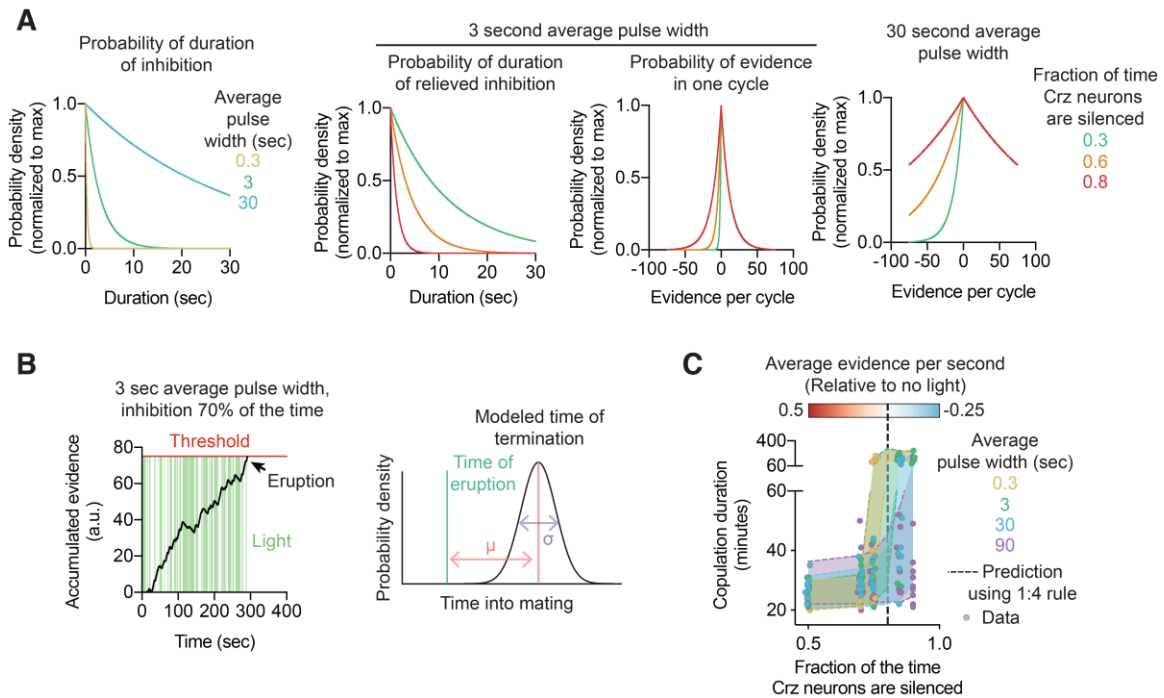 A
3 second average pulse width
30 second average
pulse width
Probability of duration
of inhibition
Probability of duration
of relieved inhibition
Probability of evidence
in one cycle
Fraction of time
Crz neurons
are silenced
0.3
0.6
0.8
Average
pulse
width (sec)
0.3
3
30
Probability density
(normalized to max)
1.0
0.5
0.0
0
10
20
30
Duration (sec)
Probability density
(normalized to max)
1.0
0.5
0.0
0
10
20
30
Duration (sec)
Probability density
(normalized to max)
1.0
0.5
0.0
-100
-50
0
50
100
Evidence per cycle
Probability density
(normalized to max)
1.0
0.5
0.0
-100
-50
0
50
100
Evidence per cycle
B
3 sec average pulse width,
inhibition 70% of the time
Threshold
Eruption
Light
Accumulated evidence
(a.u.)
80
60
40
20
0
0
100
200
300
400
Time (sec)
Modeled time of
termination
Time of
eruption
μ
σ
Probability density
Time into mating
C
Average evidence per second
(Relative to no light)
0.5
-0.25
Average
pulse width (sec)
0.3
3
30
90
Prediction
using 1:4 rule
Data
Copulation duration
(minutes)
400
60
60
40
20
0.5
1.0
Fraction of the time
Crz neurons are silenced